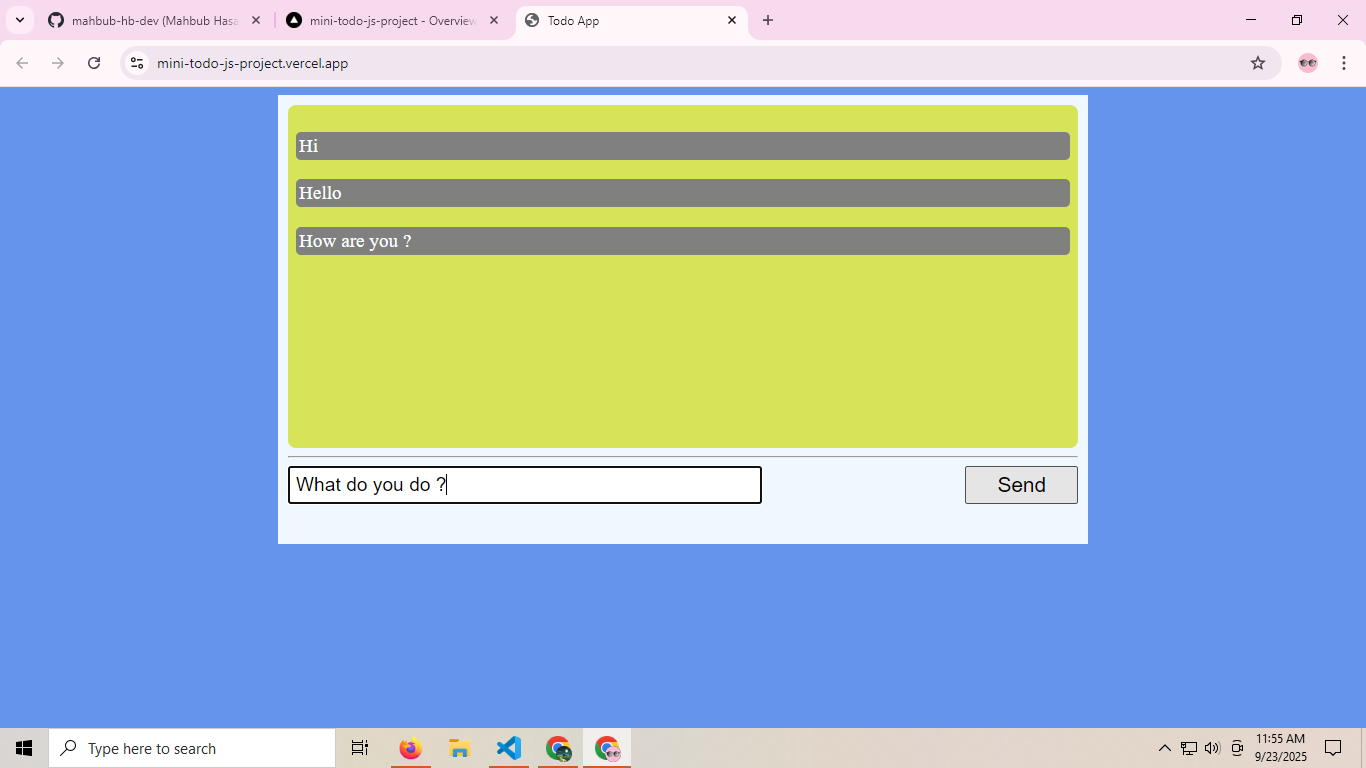 mahbub-hb-dev (Mahbub Hasa
mini-todo-js-project - Overview
Todo App
mini-todo-js-project.vercel.app
Hi
Hello
How are you ?
What do you do ?
Send
Type here to search
11:55 AM
9/23/2025